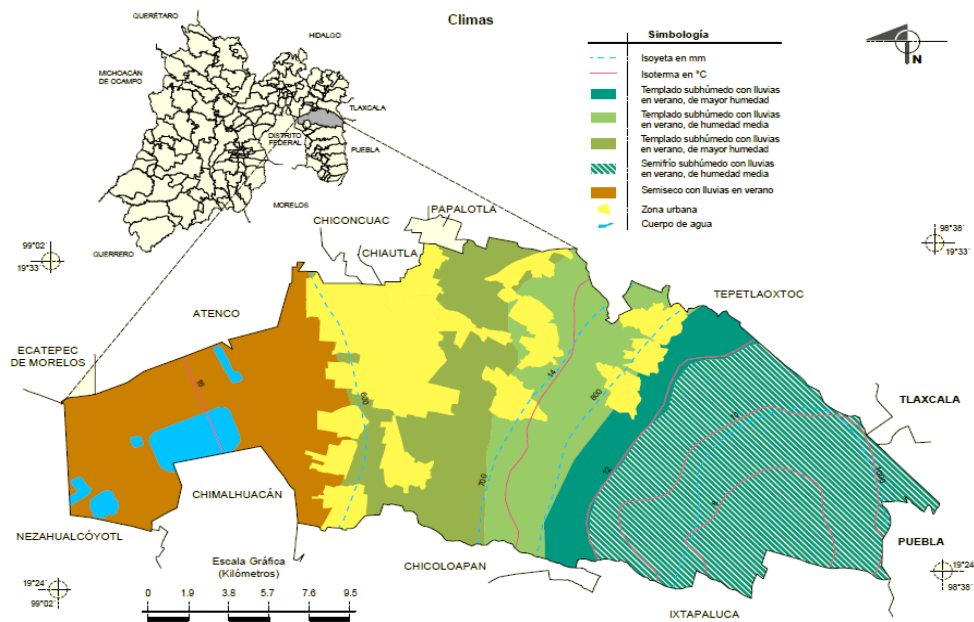 Climas
QUERÉTARO
HIDALGO
MICHOACÁN
DE OCAMPO
TLAXCALA
DISTRITO
FEDERAL
PUEBLA
MORELOS
GUERRERO
Simbología
Isoyeta en mm
Isoterma en °C
Templado subhúmedo con lluvias
en verano, de mayor humedad
Templado subhúmedo con lluvias
en verano, de humedad media
Templado subhúmedo con lluvias
en verano, de mayor humedad
Semifrío subhúmedo con lluvias
en verano, de humedad media
Semiseco con lluvias en verano
Zona urbana
Cuerpo de agua
N
99°02´
19°33´
98°38´
19°33´
CHICONCUAC
PAPALOTLA
CHIAUTLA
TEPETLAOXTOC
ATENCO
ECATEPEC
DE MORELOS
TLAXCALA
16
600
14
800
700
12
10
1000
CHIMALHUACÁN
NEZAHUALCÓYOTL
CHICOLOAPAN
PUEBLA
IXTAPALUCA
19°24´
99°02´
19°24´
98°38´
Escala Gráfica
(Kilómetros)
0 1.9 3.8 5.7 7.6 9.5